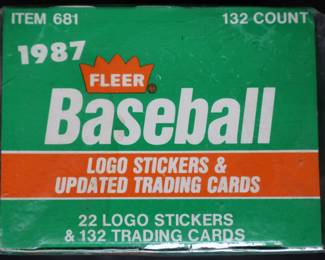 ITEM 681 132 COUNT
1987
FLEER®
Baseball
LOGO STICKERS &
UPDATED TRADING CARDS
22 LOGO STICKERS
& 132 TRADING CARDS